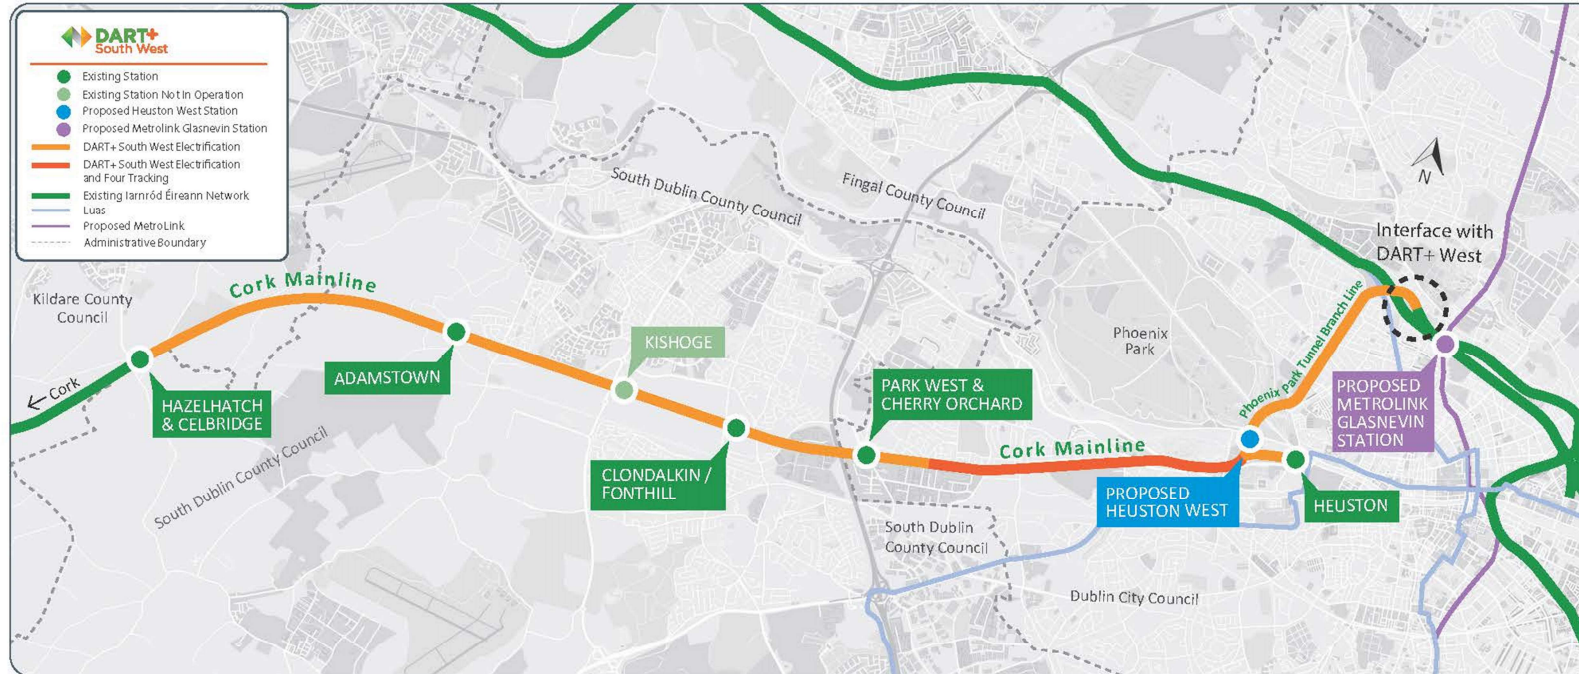 DART+
South West
Existing Station
Existing Station Not In Operation
Proposed Heuston West Station
Proposed Metrolink Glasnevin Station
DART+ South West Electrification
DART+ South West Electrification
and Four Tracking
Existing Iarnród Éireann Network
Luas
Proposed MetroLink
Administrative Boundary
South Dublin County Council
Fingal County Council
N
Interface with
DART+ West
Kildare County
Council
Cork Mainline
Phoenix Park Tunnel Branch Line
Phoenix
Park
KISHOGE
ADAMSTOWN
← Cork
HAZELHATCH
& CELBRIDGE
PARK WEST &
CHERRY ORCHARD
PROPOSED
METROLINK
GLASNEVIN
STATION
Cork Mainline
South Dublin County Council
CLONDALKIN /
FONTHILL
PROPOSED
HEUSTON WEST
HEUSTON
South Dublin
County Council
Dublin City Council